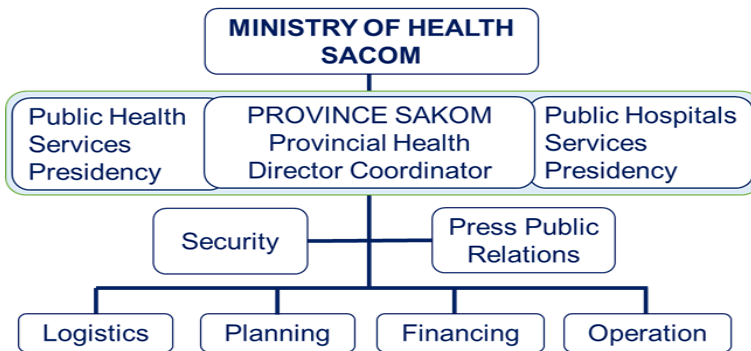 MINISTRY OF HEALTH
SACOM
Public Health
Services
Presidency
PROVINCE SAKOM
Provincial Health
Director Coordinator
Public Hospitals
Services
Presidency
Security
Press Public
Relations
Logistics
Planning
Financing
Operation